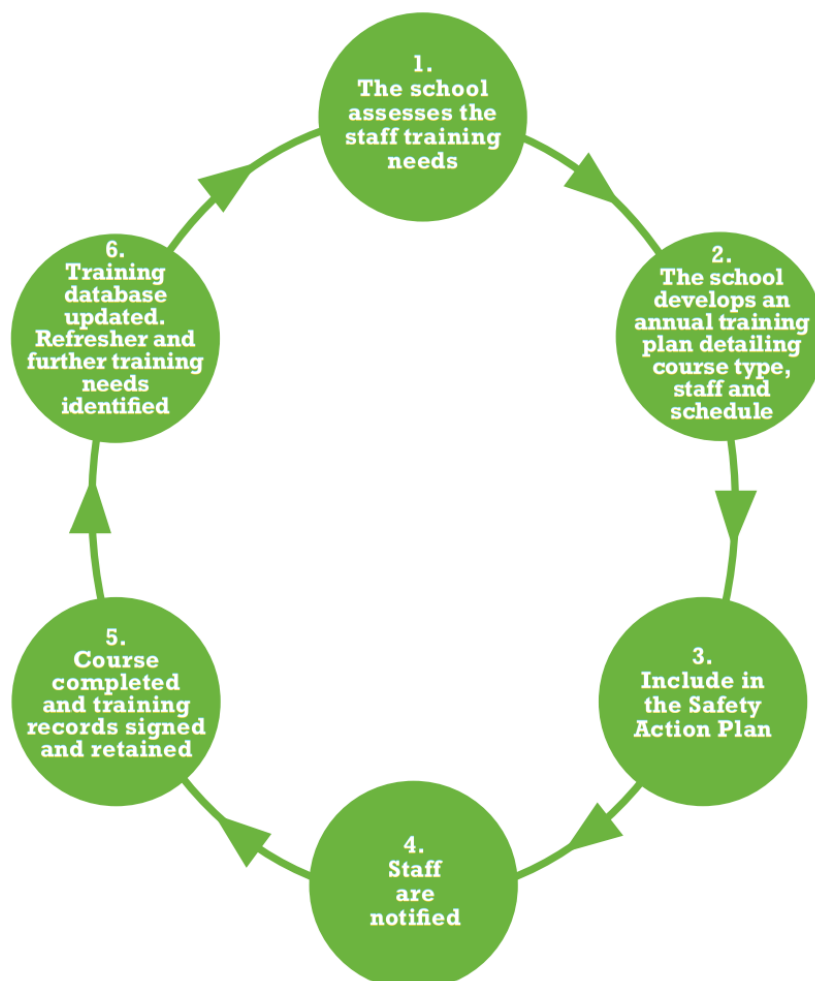 1.
The school
assesses the
staff training
needs
2.
The school
develops an
annual training
plan detailing
course type,
staff and
schedule
3.
Include in
the Safety
Action Plan
4.
Staff
are
notified
5.
Course
completed
and training
records signed
and retained
6.
Training
database
updated.
Refresher and
further training
needs
identified